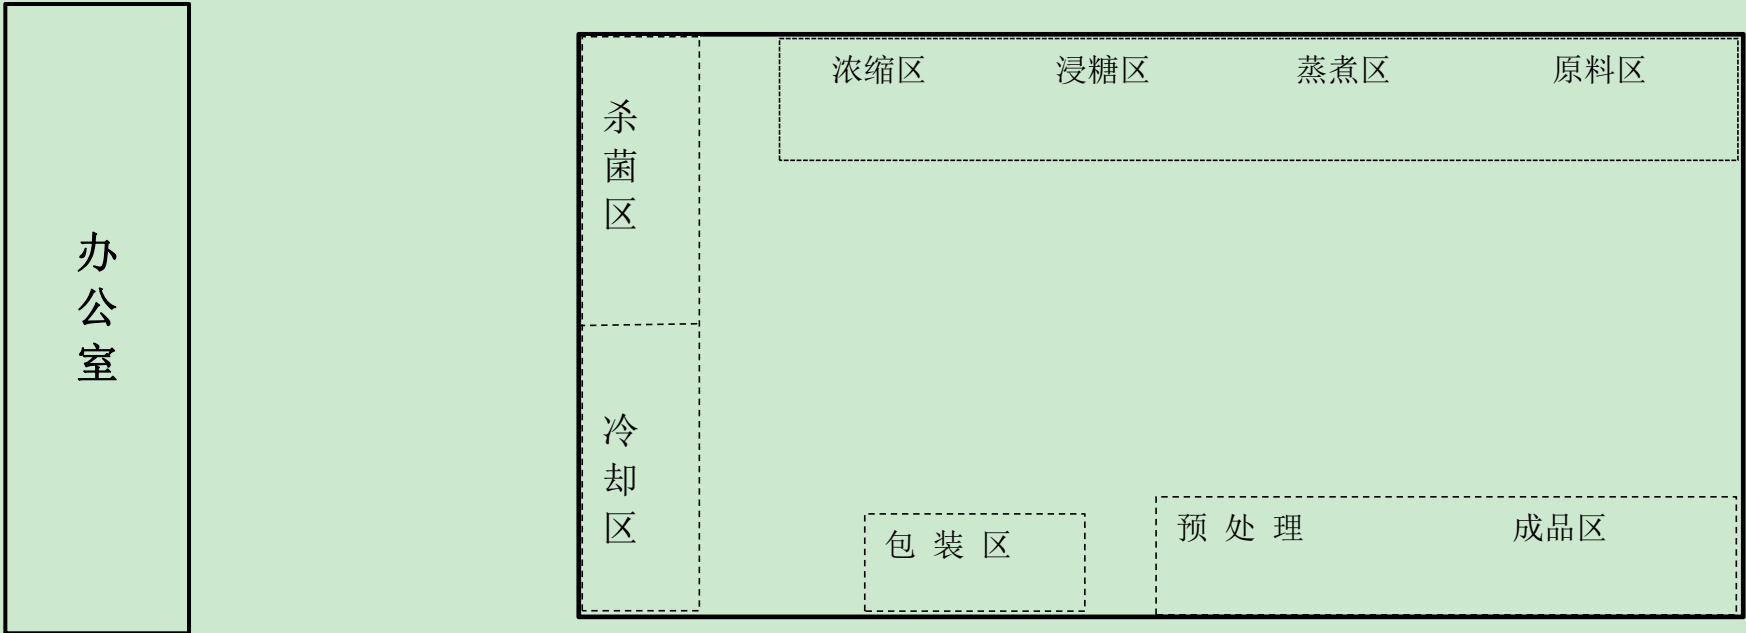 办公室
杀菌区
冷却区
浓缩区 浸糖区 蒸煮区 原料区
包装区
预处理 成品区